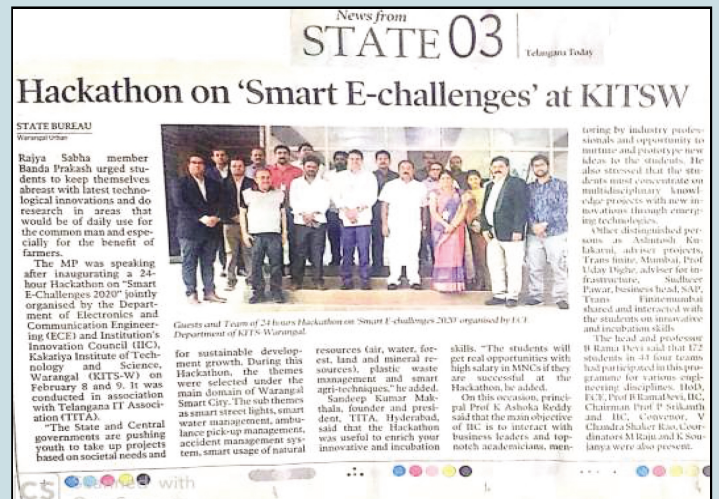 News from
STATE 03
Telangana Today
Hackathon on ‘Smart E-challenges’ at KITSW
STATE BUREAU
Warangal Urban
Rajya Sabha member
Banda Prakash urged stu-
dents to keep themselves
abreast with latest techno-
logical innovations and do
research in areas that
would be of daily use for
the common man and espe-
cially for the benefit of
farmers.
The MP was speaking
after inaugurating a 24-
hour Hackathon on "Smart
E-Challenges 2020" jointly
organised by the Depart-
ment of Electronics and
Communication Engineer-
ing (ECE) and Institution's
Innovation Council (IIC),
Kakatiya Institute of Tech-
nology and Science,
Warangal (KITS-W) on
February 8 and 9. It was
conducted in association
with Telangana IT Associ-
ation (TITA).
"The State and Central
governments are pushing
youth to take up projects
based on societal needs and
Guests and Team of 24 hours Hackathon on 'Smart E-challenges 2020' organised by ECE
Department of KITS-Warangal.
for sustainable develop-
ment growth. During this
Hackathon, the themes
were selected under the
main domain of Warangal
Smart City. The sub themes
as smart street lights, smart
water management, ambu-
lance pick-up management,
accident management sys-
tem, smart usage of natural
resources (air, water, for-
est, land and mineral re-
sources), plastic waste
management and smart
agri-techniques," he added.
Sandeep Kumar Mak-
thala, founder and presi-
dent, TITA, Hyderabad,
said that the Hackathon
was useful to enrich your
innovative and incubation
skills. "The students will
get real opportunities with
high salary in MNCs if they
are successful at the
Hackathon, he added.
On this occasion, princi-
pal Prof K Ashoka Reddy
said that the main objective
of IIC is to interact with
business leaders and top-
notch academicians, men-
toring by industry profes-
sionals and opportunity to
nurture and prototype new
ideas to the students. He
also stressed that the stu-
dents must concentrate on
multidisciplinary knowl-
edge projects with new in-
novations through emerg-
ing technologies.
Other distinguished per-
sons as Ashutosh Ku-
lakarni, adviser projects,
Trans finite, Mumbai, Prof
Uday Dighe, adviser for in-
frastructure, Sudheer
Pawar, business head, SAP,
Trans Finitemumbai
shared and interacted with
the students on innovative
and incubation skills
The head and professor
B Rama Devi said that 172
students in 44 four teams
had participated in this pro-
gramme for various engi-
neering disciplines. HoD,
ECE, Prof B Rama Devi, IIC,
Chairman Prof P Srikanth
and IIC, Convenor, V
Chandra Shaker Rao, Coor-
dinators M Raju and K Sou-
janya were also present.
CS with